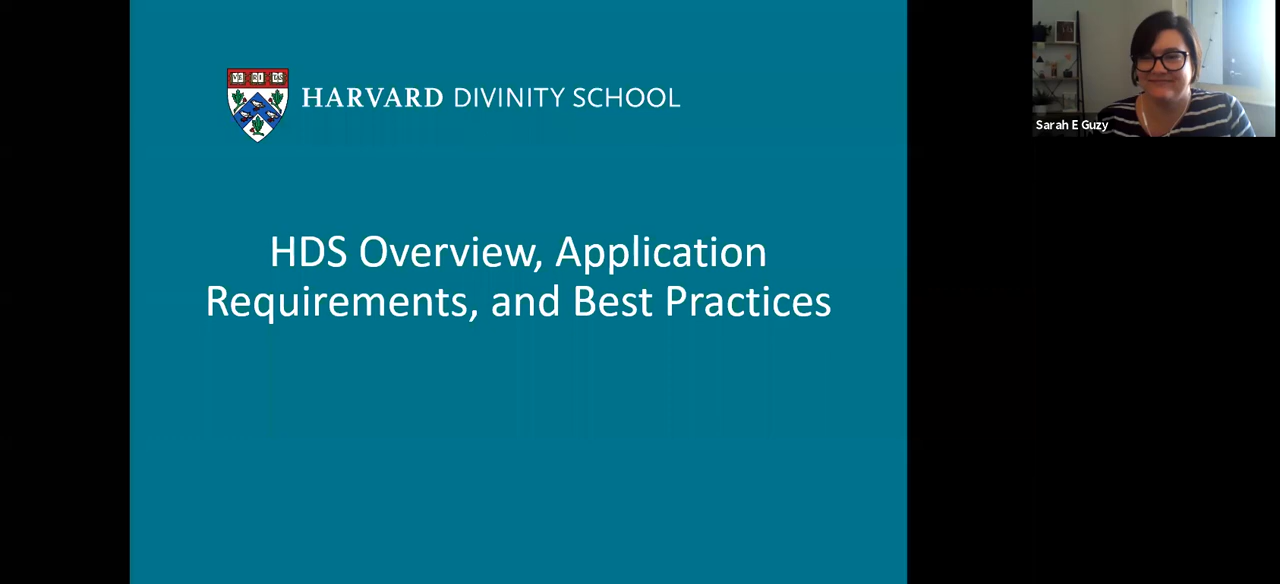 VE RI TAS
HARVARD DIVINITY SCHOOL
HDS Overview, Application
Requirements, and Best Practices
Sarah E Guzy